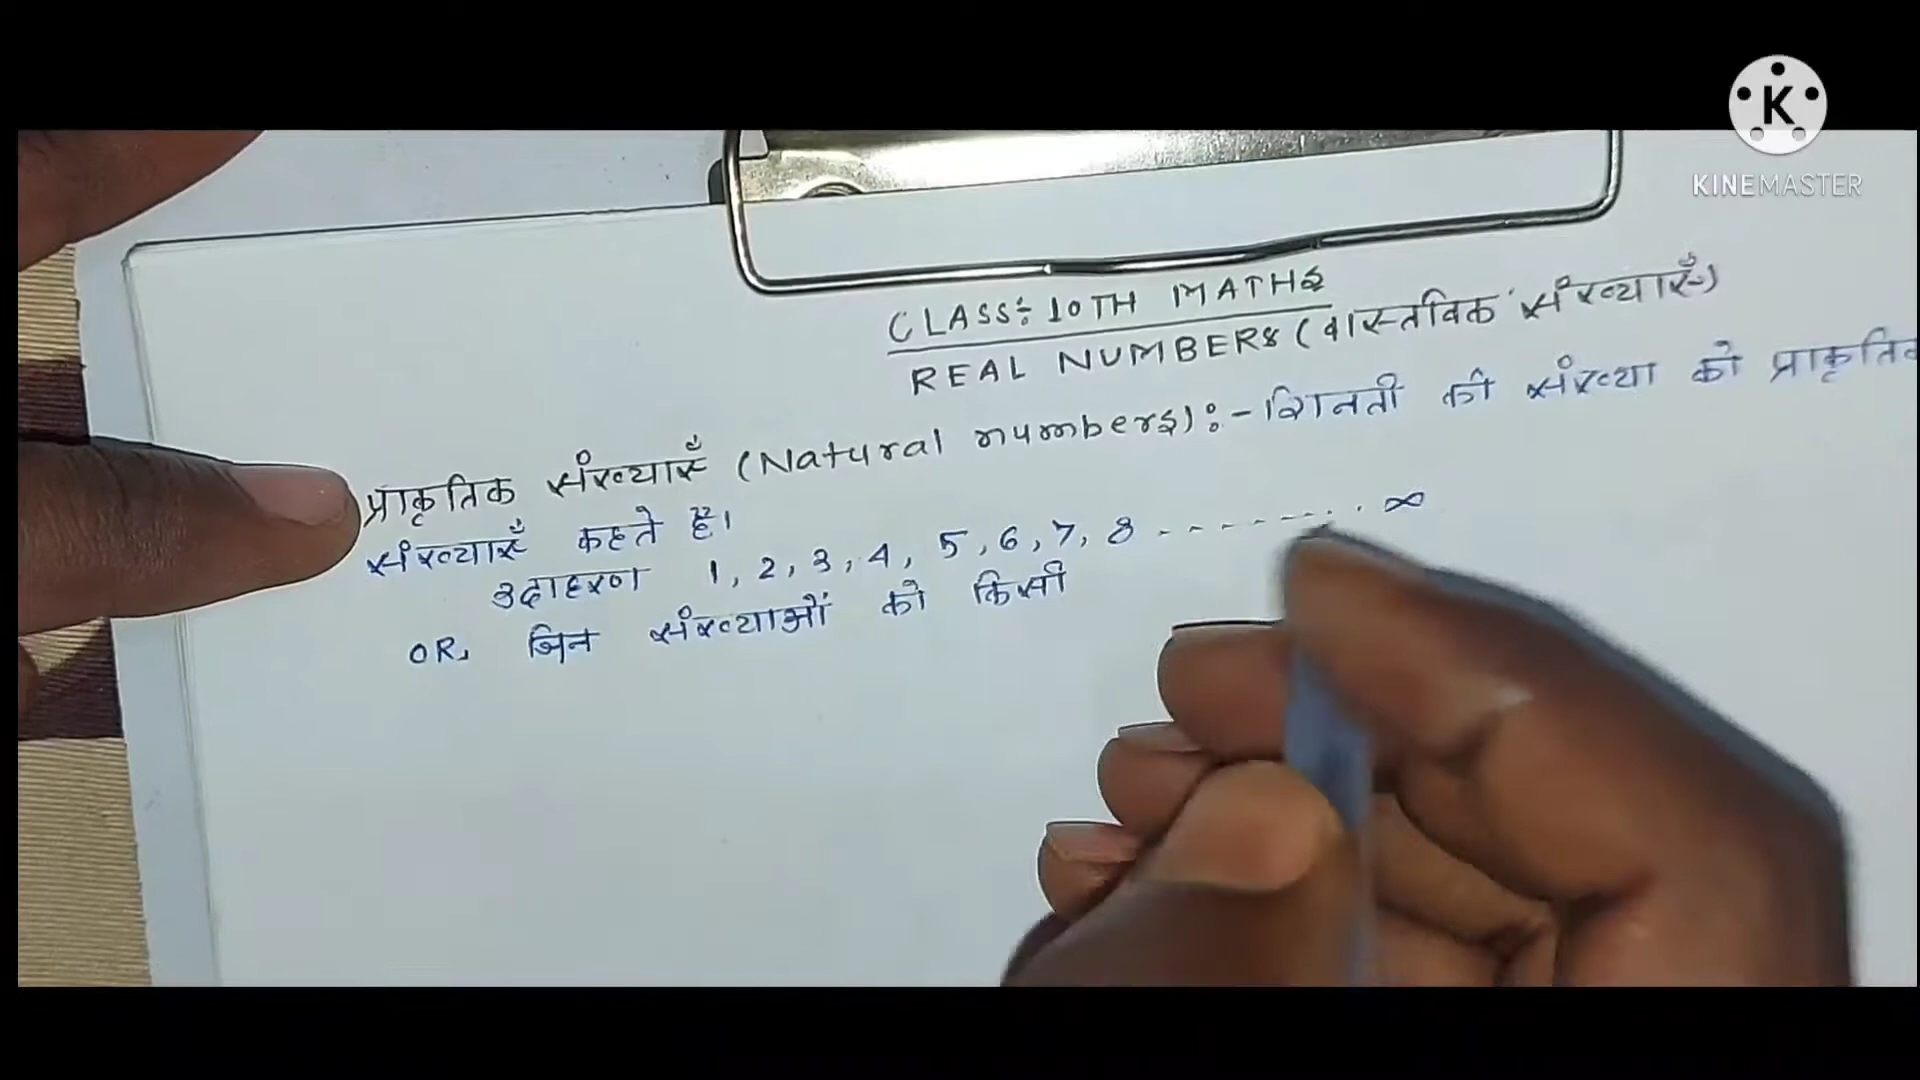 K
KINEMASTER
CLASS:- 10TH MATHS
REAL NUMBERS (वास्तविक संख्याएँ)
प्राकृतिक संख्याएँ (Natural numbers) :- गिनती की संख्या को प्राकृतिक
संख्याएँ कहते हैं।
उदाहरण 1, 2, 3, 4, 5, 6, 7, 8 - - - - - - - - ∞
OR, जिन संख्याओं को किसी